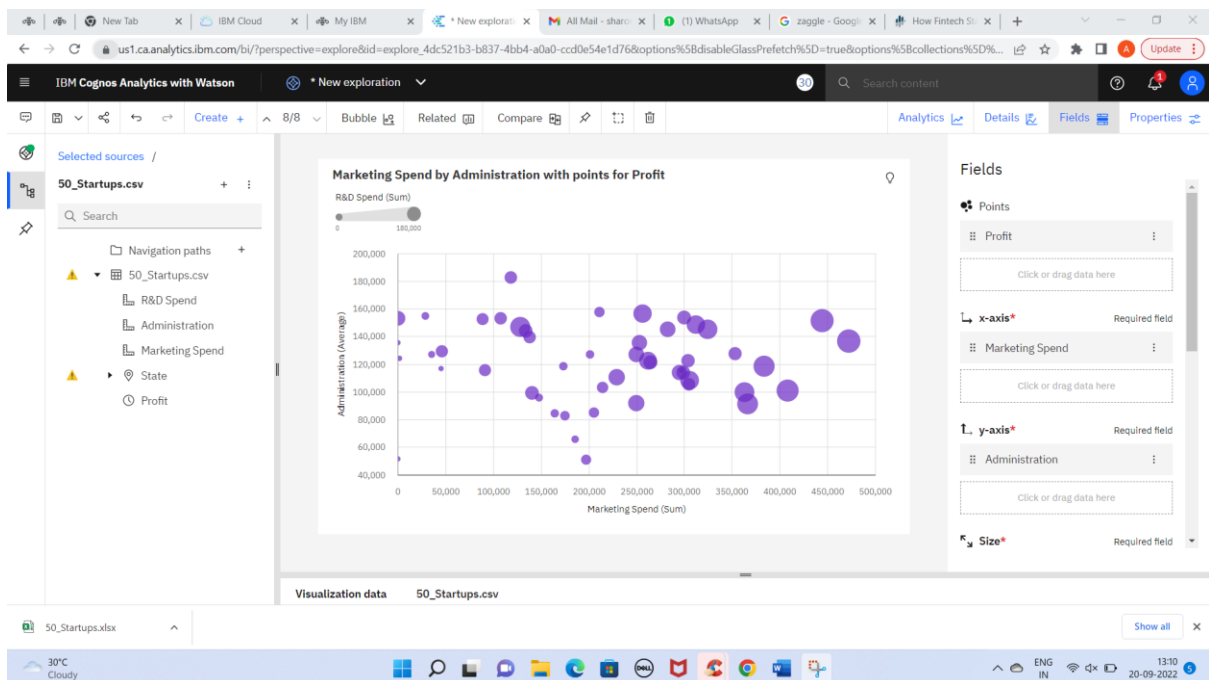 New Tab
IBM Cloud
My IBM
* New explorati
All Mail - sharo
(1) WhatsApp
zaggle - Google
How Fintech St
us1.ca.analytics.ibm.com/bi/?perspective=explore&id=explore_4dc521b3-b837-4bb4-a0a0-ccd0e54e1d76&options%5BdisableGlassPrefetch%5D=true&options%5Bcollections%5D%...
A
Update
IBM Cognos Analytics with Watson
* New exploration
30
Search content
1
Create +
8/8
Bubble
Related
Compare
Analytics
Details
Fields
Properties
Selected sources /
50_Startups.csv
Search
Navigation paths
50_Startups.csv
R&D Spend
Administration
Marketing Spend
State
Profit
Marketing Spend by Administration with points for Profit
R&D Spend (Sum)
0 180,000
200,000
180,000
160,000
140,000
120,000
100,000
80,000
60,000
40,000
Administration (Average)
0 50,000 100,000 150,000 200,000 250,000 300,000 350,000 400,000 450,000 500,000
Marketing Spend (Sum)
Fields
Points
Profit
Click or drag data here
x-axis* Required field
Marketing Spend
Click or drag data here
y-axis* Required field
Administration
Click or drag data here
Size* Required field
Visualization data 50_Startups.csv
50_Startups.xlsx
Show all
30°C
Cloudy
DELL
ENG
IN
13:10
20-09-2022
5